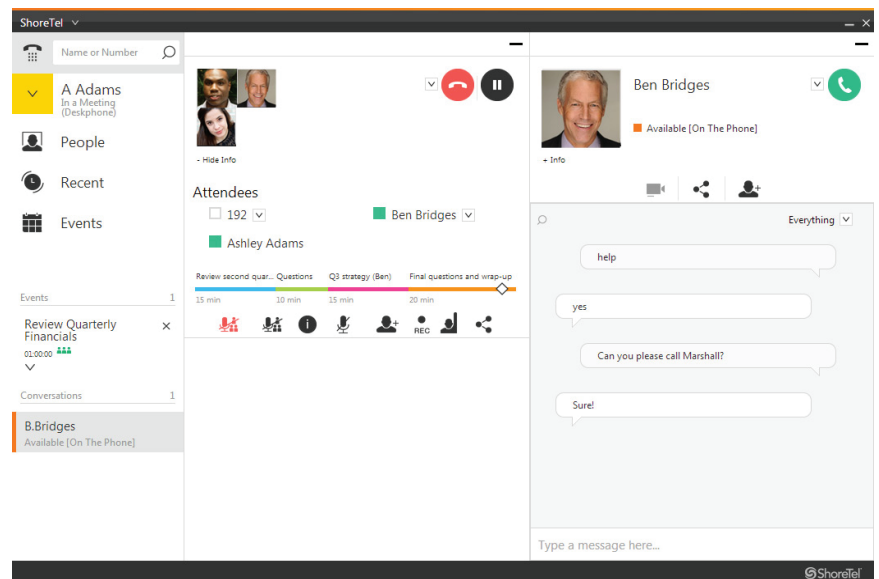 ShoreTel
Name or Number
A Adams
In a Meeting
(Deskphone)
People
Recent
Events
Events 1
Review Quarterly
Financials
01:00:00
Conversations 1
B.Bridges
Available [On The Phone]
- Hide Info
Attendees
192
Ben Bridges
Ashley Adams
Review second quar... Questions Q3 strategy (Ben) Final questions and wrap-up
15 min 10 min 15 min 20 min
REC
Ben Bridges
Available [On The Phone]
+ Info
Everything
help
yes
Can you please call Marshall?
Sure!
Type a message here...
ShoreTel